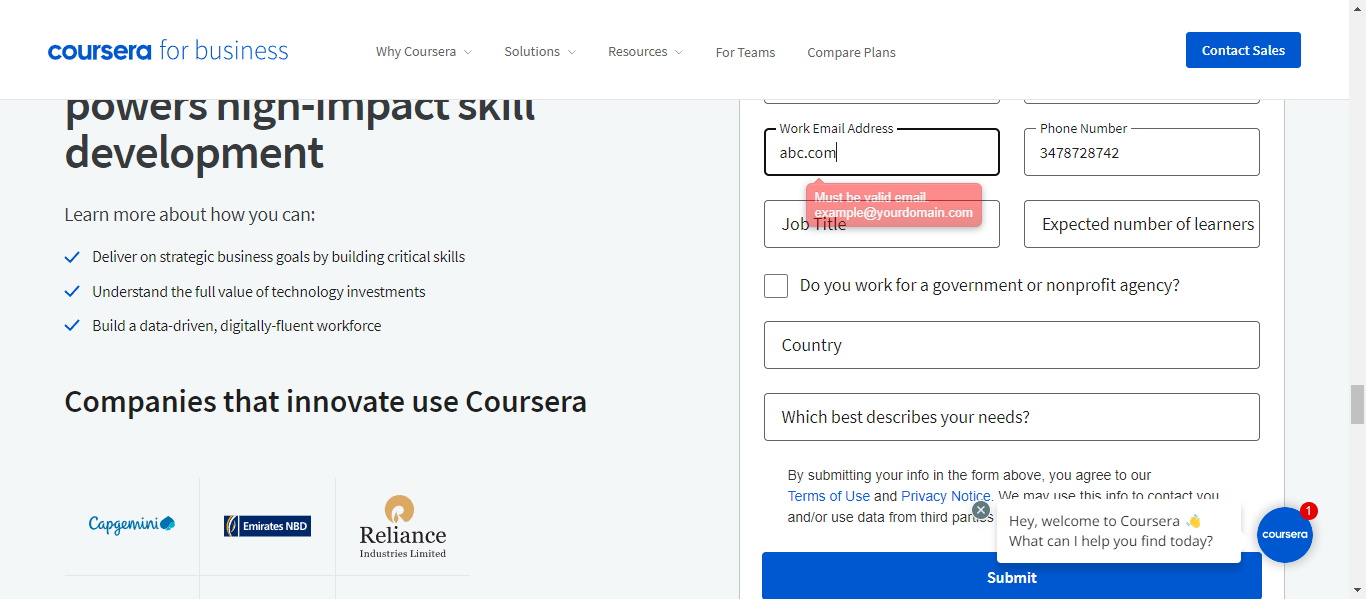 coursera for business
Why Coursera
Solutions
Resources
For Teams
Compare Plans
Contact Sales
powers high-impact skill
development
Learn more about how you can:
Deliver on strategic business goals by building critical skills
Understand the full value of technology investments
Build a data-driven, digitally-fluent workforce
Companies that innovate use Coursera
Capgemini
Emirates NBD
Reliance
Industries Limited
Work Email Address
abc.com
Phone Number
3478728742
Must be valid email
example@yourdomain.com
Job Title
Expected number of learners
Do you work for a government or nonprofit agency?
Country
Which best describes your needs?
By submitting your info in the form above, you agree to our
Terms of Use and Privacy Notice. We may use this info to contact you
and/or use data from third parties
Hey, welcome to Coursera 👋
What can I help you find today?
coursera
1
Submit